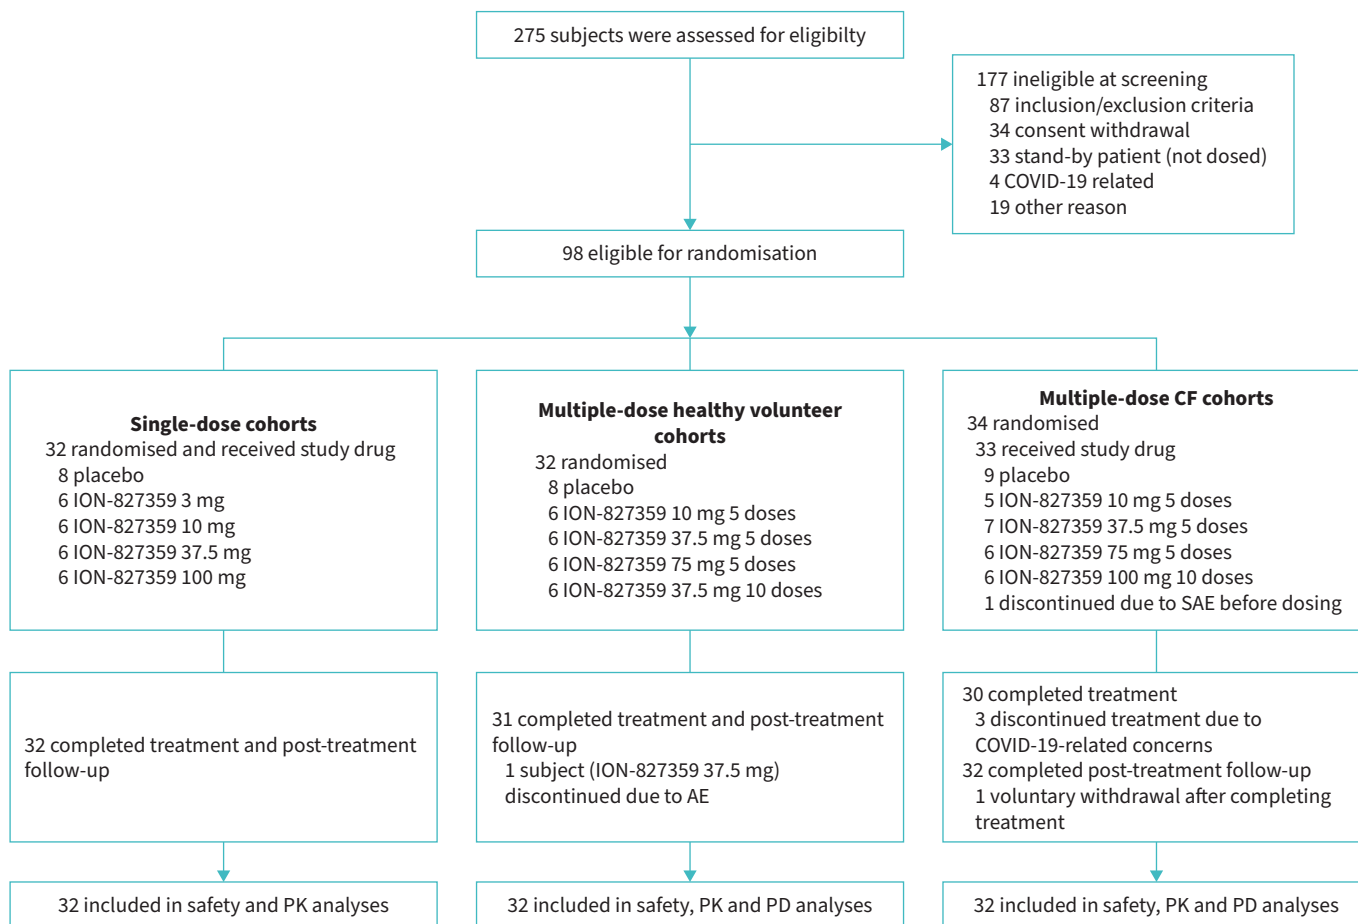 275 subjects were assessed for eligibilty
177 ineligible at screening
87 inclusion/exclusion criteria
34 consent withdrawal
33 stand-by patient (not dosed)
4 COVID-19 related
19 other reason
98 eligible for randomisation
Single-dose cohorts
32 randomised and received study drug
8 placebo
6 ION-827359 3 mg
6 ION-827359 10 mg
6 ION-827359 37.5 mg
6 ION-827359 100 mg
Multiple-dose healthy volunteer
cohorts
32 randomised
8 placebo
6 ION-827359 10 mg 5 doses
6 ION-827359 37.5 mg 5 doses
6 ION-827359 75 mg 5 doses
6 ION-827359 37.5 mg 10 doses
Multiple-dose CF cohorts
34 randomised
33 received study drug
9 placebo
5 ION-827359 10 mg 5 doses
7 ION-827359 37.5 mg 5 doses
6 ION-827359 75 mg 5 doses
6 ION-827359 100 mg 10 doses
1 discontinued due to SAE before dosing
32 completed treatment and post-treatment
follow-up
31 completed treatment and post-treatment
follow-up
1 subject (ION-827359 37.5 mg)
discontinued due to AE
30 completed treatment
3 discontinued treatment due to
COVID-19-related concerns
32 completed post-treatment follow-up
1 voluntary withdrawal after completing
treatment
32 included in safety and PK analyses
32 included in safety, PK and PD analyses
32 included in safety, PK and PD analyses